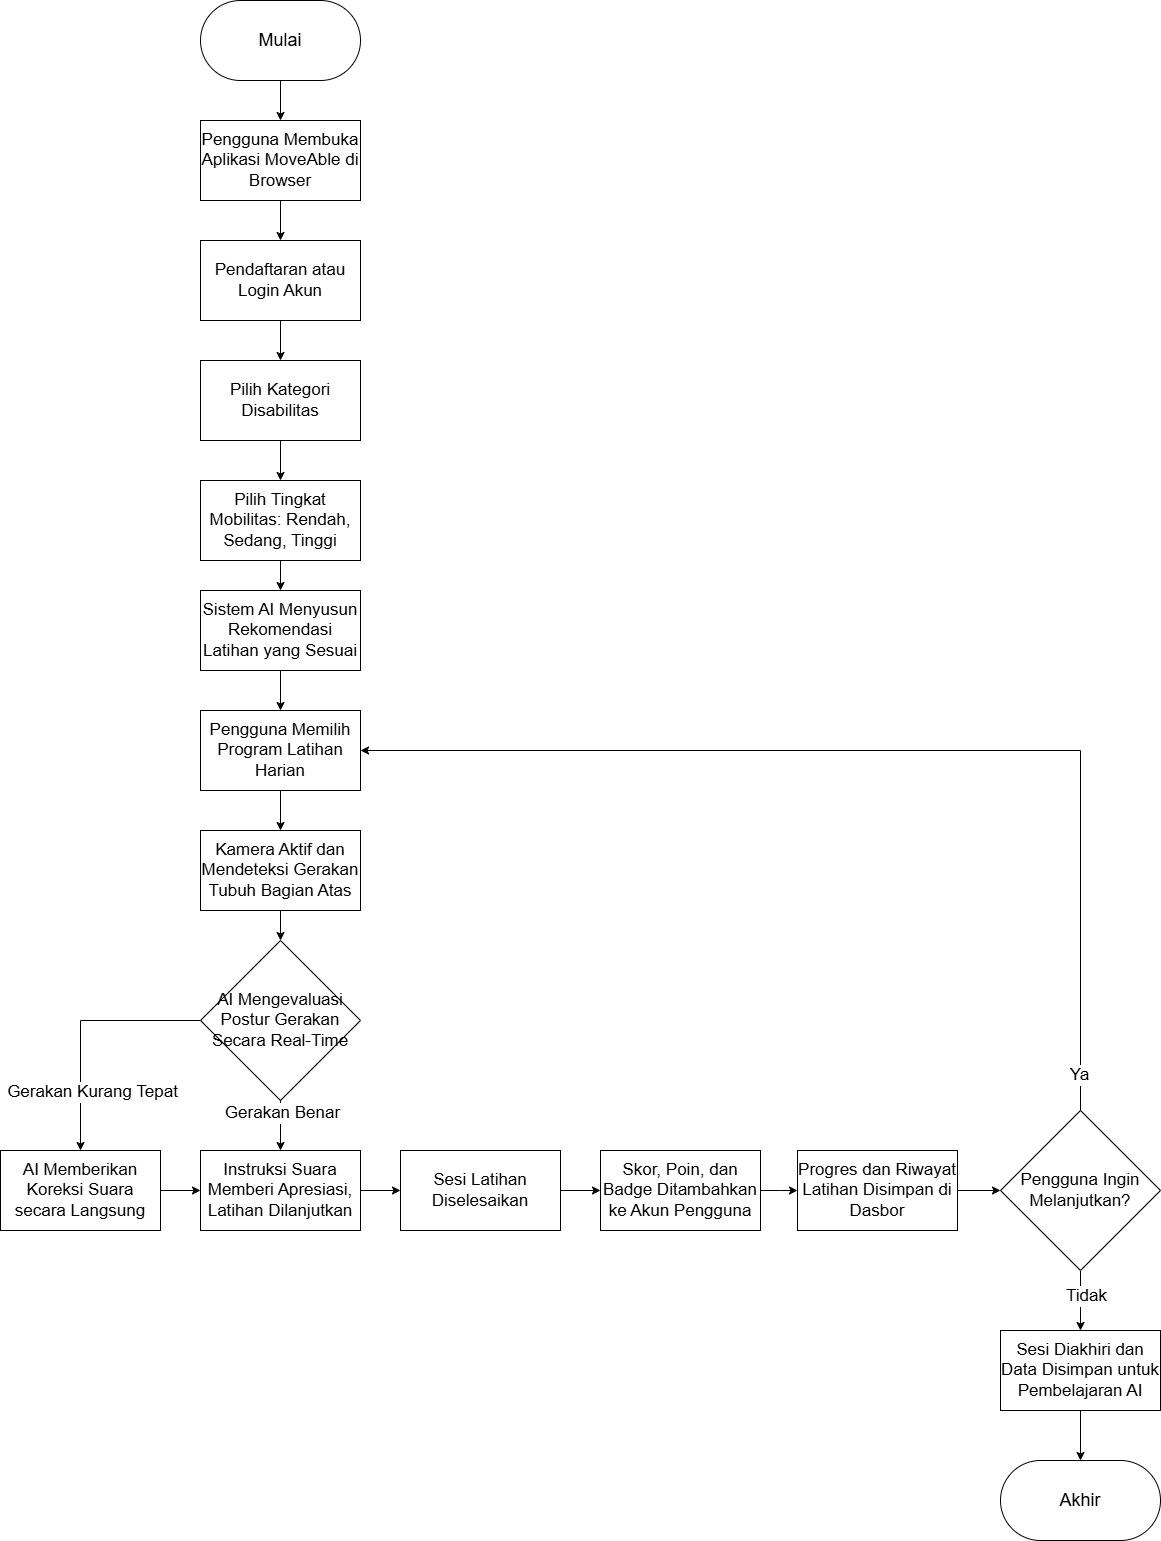 Mulai
Pengguna Membuka
Aplikasi MoveAble di
Browser
Pendaftaran atau
Login Akun
Pilih Kategori
Disabilitas
Pilih Tingkat
Mobilitas: Rendah,
Sedang, Tinggi
Sistem AI Menyusun
Rekomendasi
Latihan yang Sesuai
Pengguna Memilih
Program Latihan
Harian
Kamera Aktif dan
Mendeteksi Gerakan
Tubuh Bagian Atas
AI Mengevaluasi
Postur Gerakan
Secara Real-Time
Gerakan Kurang Tepat
Gerakan Benar
AI Memberikan
Koreksi Suara
secara Langsung
Instruksi Suara
Memberi Apresiasi,
Latihan Dilanjutkan
Sesi Latihan
Diselesaikan
Skor, Poin, dan
Badge Ditambahkan
ke Akun Pengguna
Progres dan Riwayat
Latihan Disimpan di
Dasbor
Pengguna Ingin
Melanjutkan?
Ya
Tidak
Sesi Diakhiri dan
Data Disimpan untuk
Pembelajaran AI
Akhir